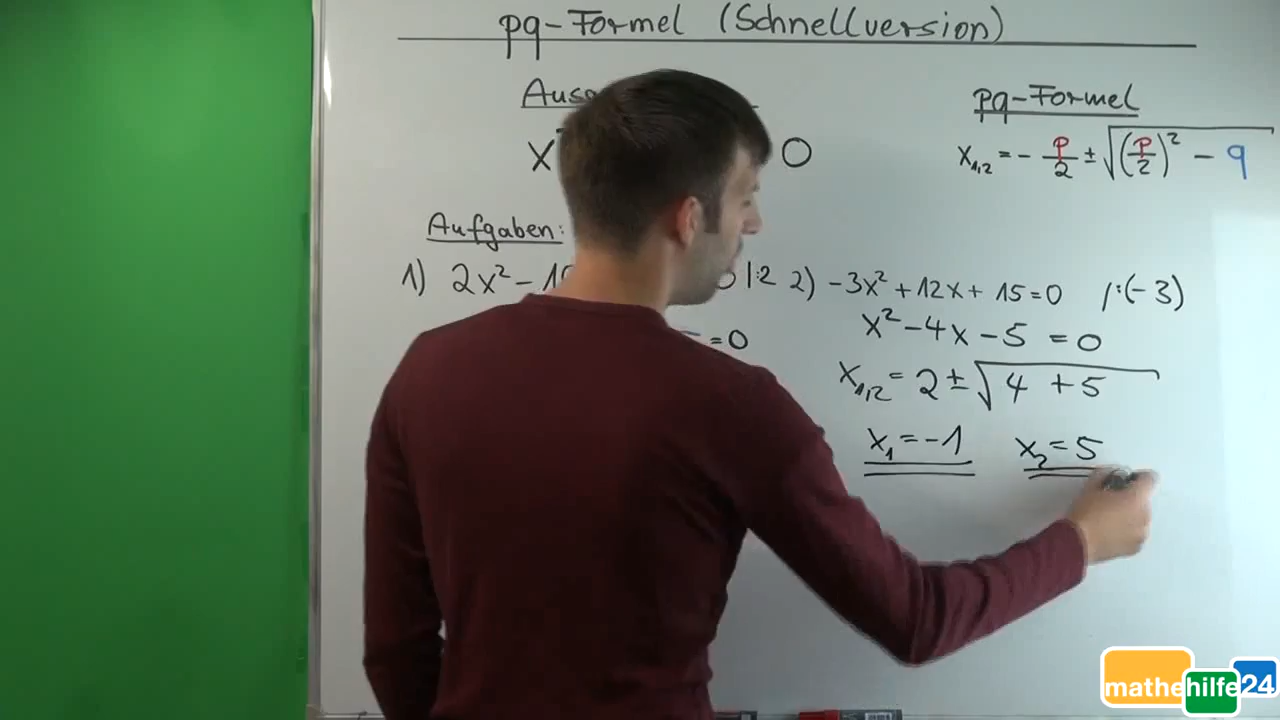 pq-Formel (Schnellversion)
x 0
pq-Formel
x₁,₂ = - p/2 ± √((p/2)² - q
Aufgaben:
1) 2x² - 0 |:2
= 0
2) -3x² + 12x + 15 = 0 |:(-3)
x² - 4x - 5 = 0
x₁,₂ = 2 ± √(4 + 5
x₁ = -1 x₂ = 5
mathehilfe24